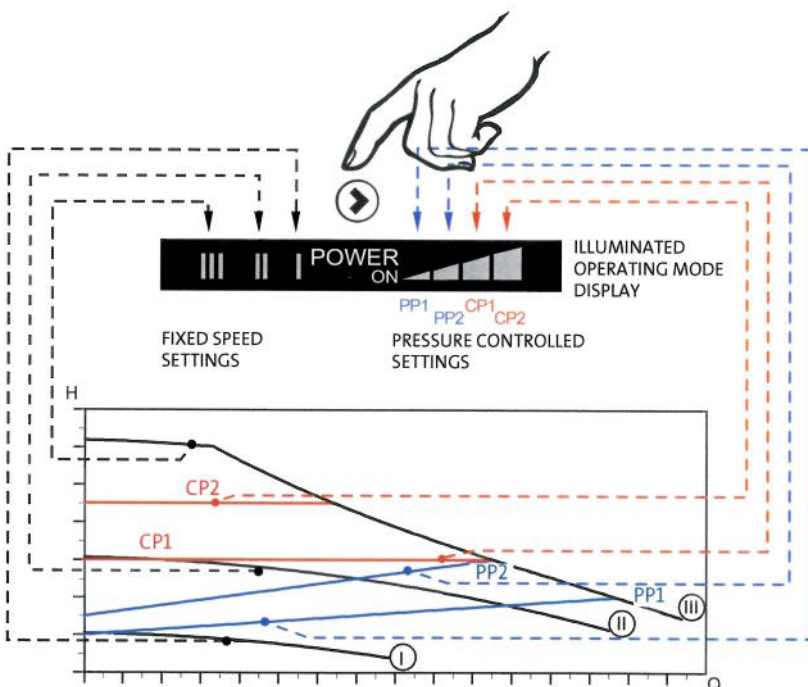 III II I POWER ON
ILLUMINATED
OPERATING MODE
DISPLAY
PP1 PP2 CP1 CP2
FIXED SPEED
SETTINGS
PRESSURE CONTROLLED
SETTINGS
H
CP2
CP1
PP2
PP1
III
II
I
Q